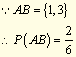 ∵ AB = {1,3}
∴ P(AB) = 2/6